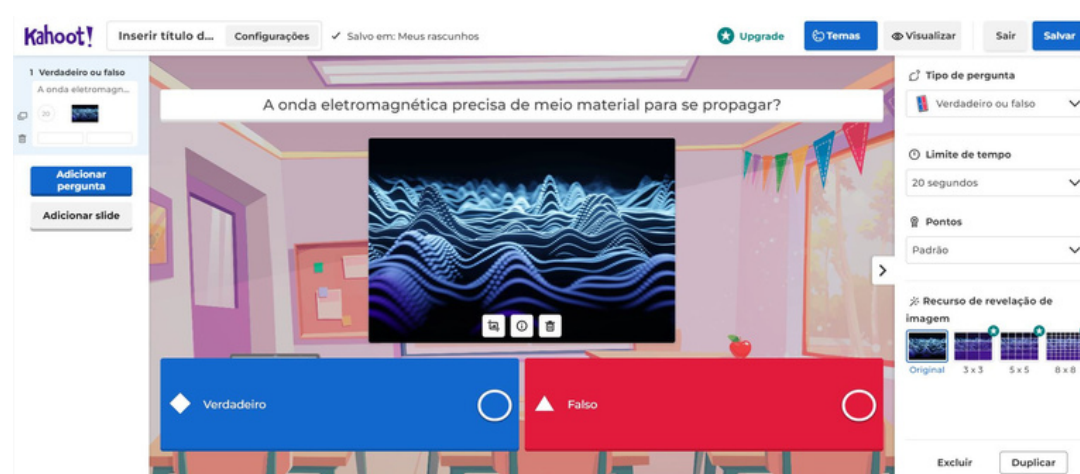 Kahoot!
Inserir título d...
Configurações
Salvo em: Meus rascunhos
Upgrade
Temas
Visualizar
Sair
Salvar
1 Verdadeiro ou falso
A onda eletromagn...
20
Adicionar
pergunta
Adicionar slide
A onda eletromagnética precisa de meio material para se propagar?
Verdadeiro
Falso
Tipo de pergunta
Verdadeiro ou falso
Limite de tempo
20 segundos
Pontos
Padrão
Recurso de revelação de
imagem
Original
3 x 3
5 x 5
8 x 8
Excluir
Duplicar